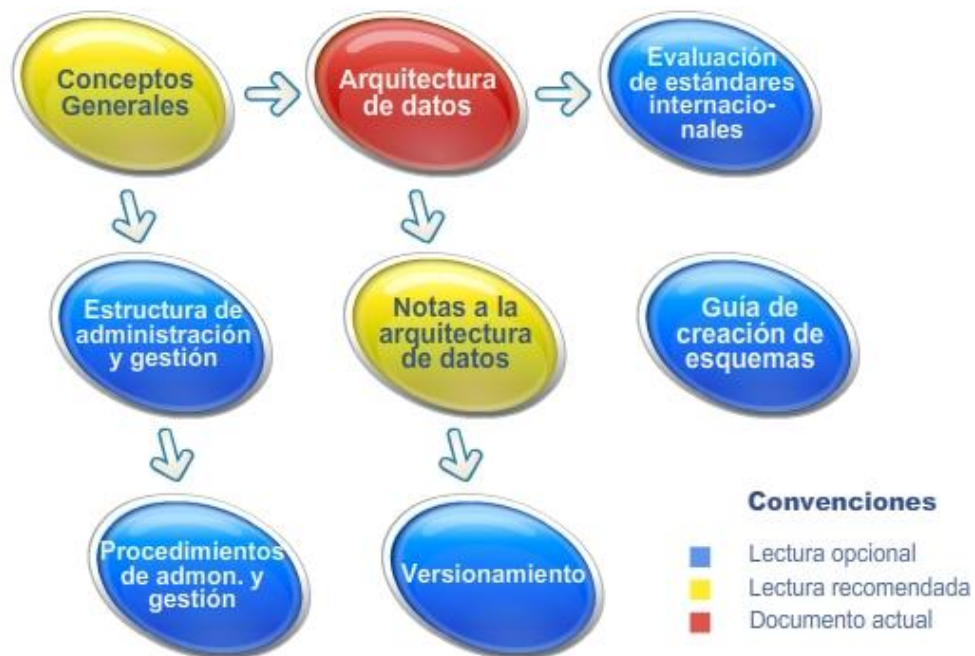 Conceptos
Generales
Arquitectura
de datos
Evaluación
de estándares
internacio-
nales
Estructura de
administración
y gestión
Notas a la
arquitectura
de datos
Guía de
creación de
esquemas
Procedimientos
de admon. y
gestión
Versionamiento
Convenciones
Lectura opcional
Lectura recomendada
Documento actual